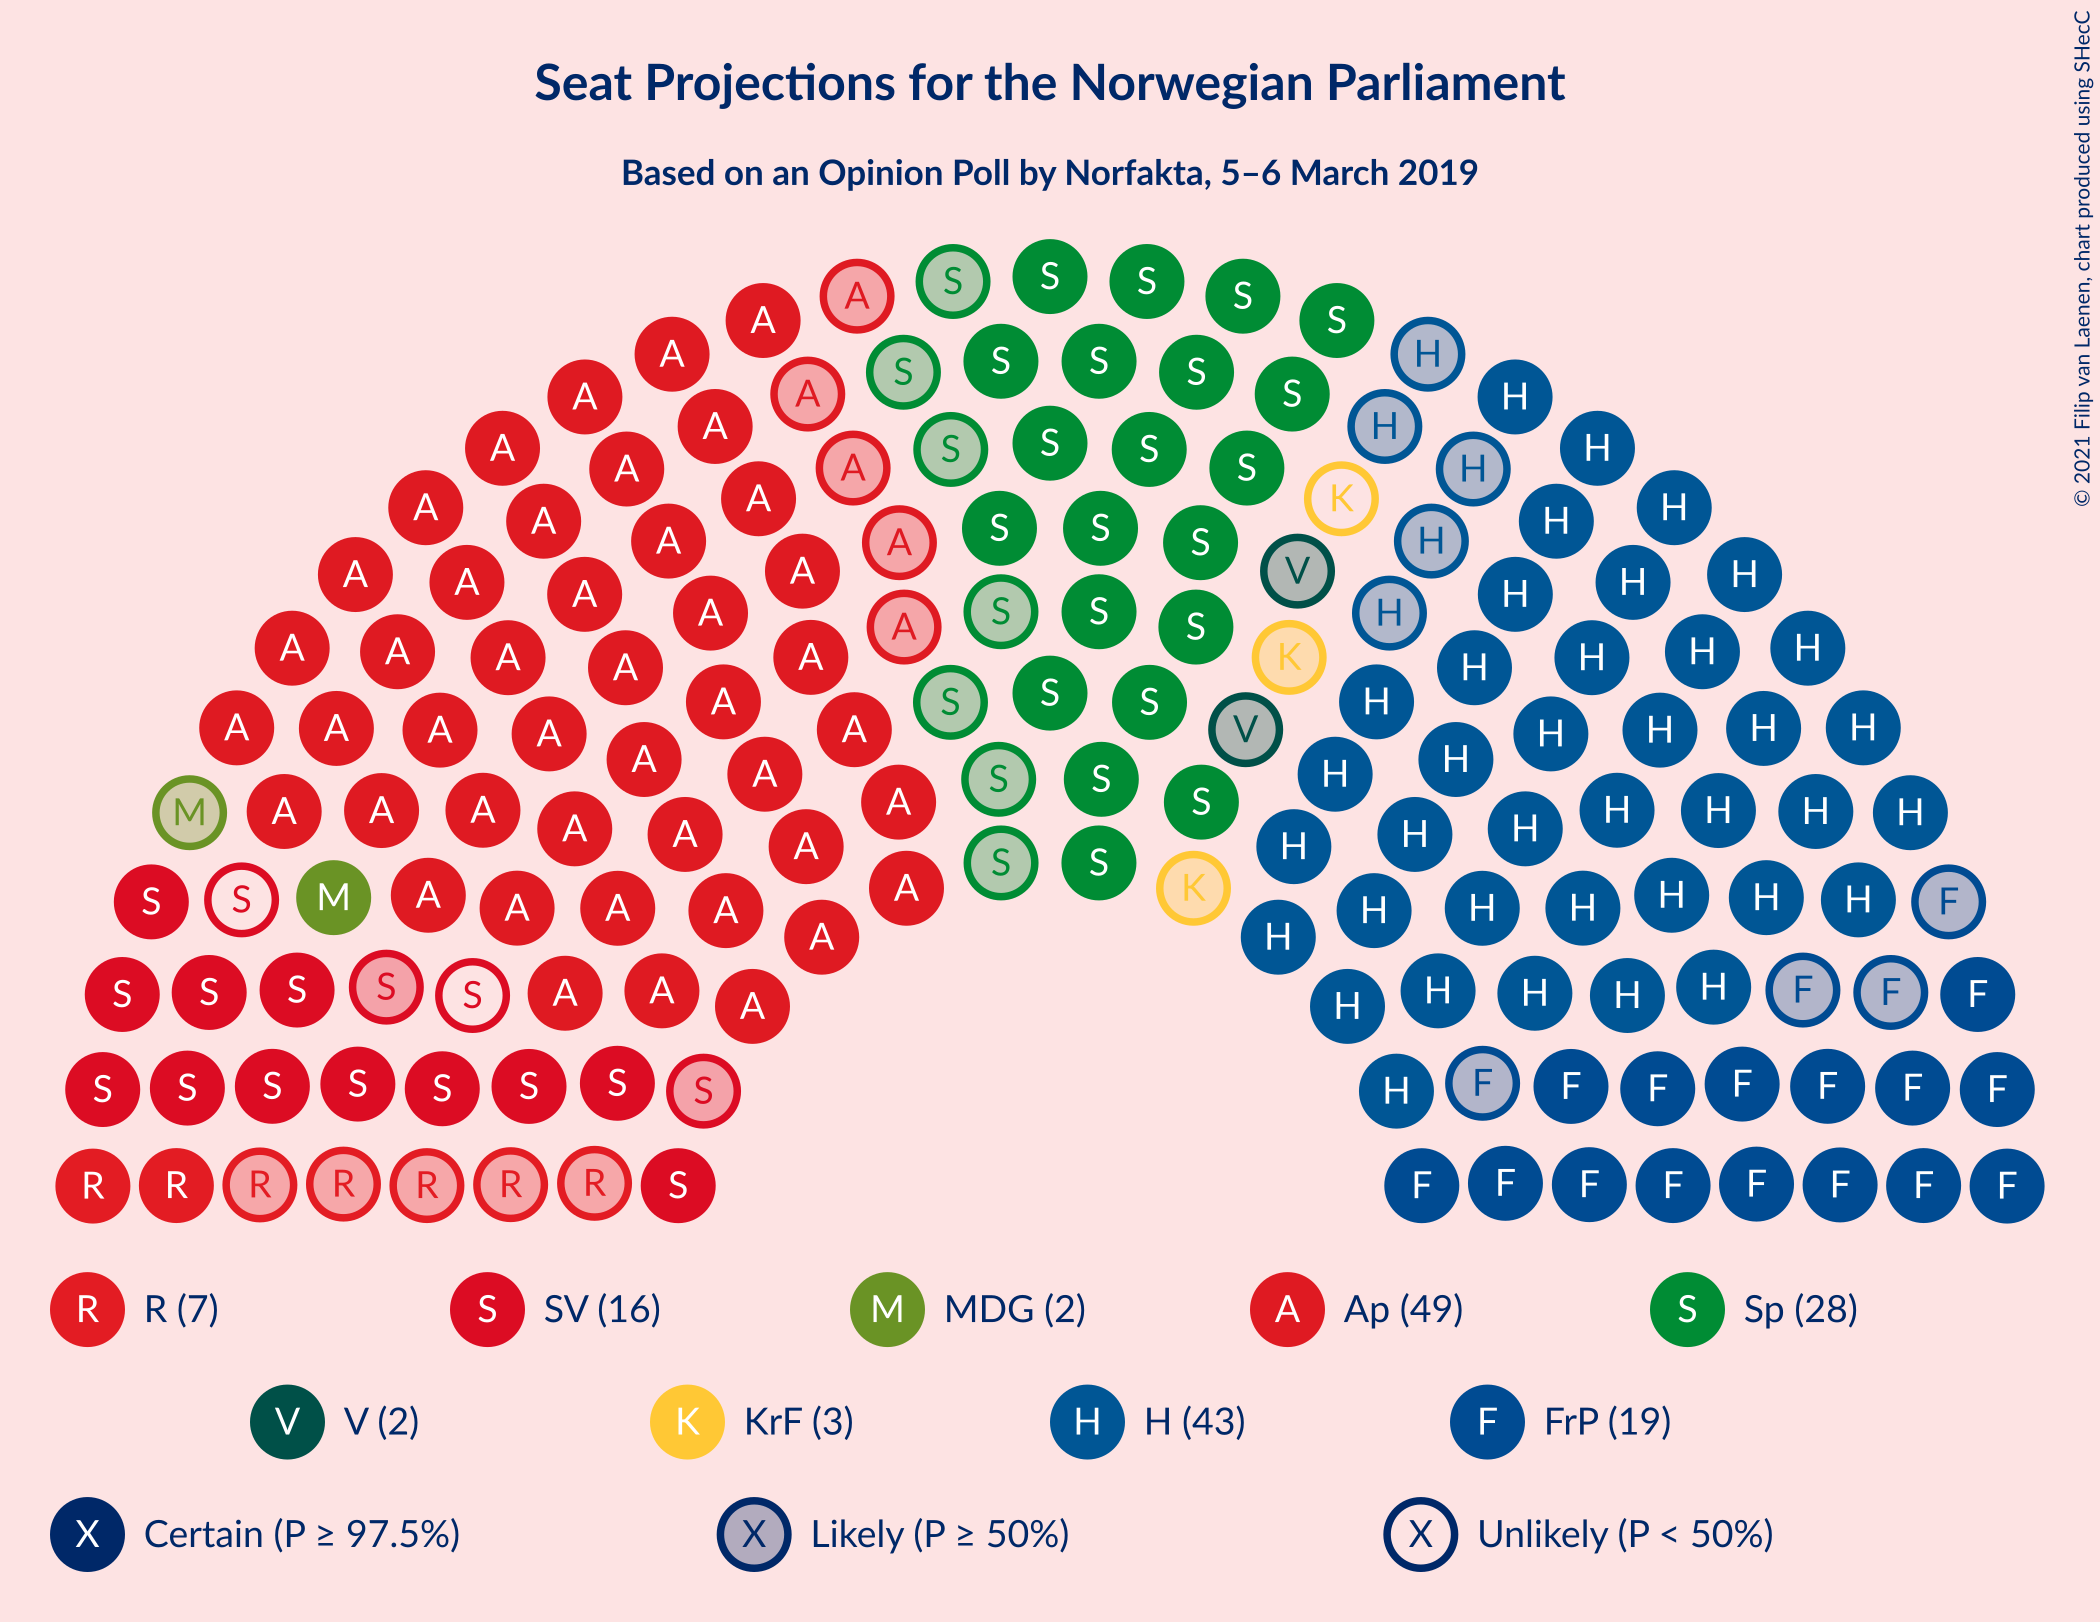 Seat Projections for the Norwegian Parliament
Based on an Opinion Poll by Norfakta, 5–6 March 2019
© 2021 Filip van Laenen, chart produced using SHecC
A S S S S
A S
A H
A S S S S H
A A S H
A S S S S H
A A K H H
A A S S S A H H H
A A V H H
A A S S S H H
A A A K H H H
A A A S S S H H H
A A A A A V H H H H
A A S S S A H H
M A A A A A H H H H H H
A S S K A H
S S M A A A A H H H H H H F
A H
S S S S S A A H H H H F F F
A H
S S S S S S S S H F F F F F F F
R R R R R R R S F F F F F F F F
R R (7) S SV (16) M MDG (2) A Ap (49) S Sp (28)
V V (2) K KrF (3) H H (43) F FrP (19)
X Certain (P ≥ 97.5%) X Likely (P ≥ 50%) X Unlikely (P < 50%)